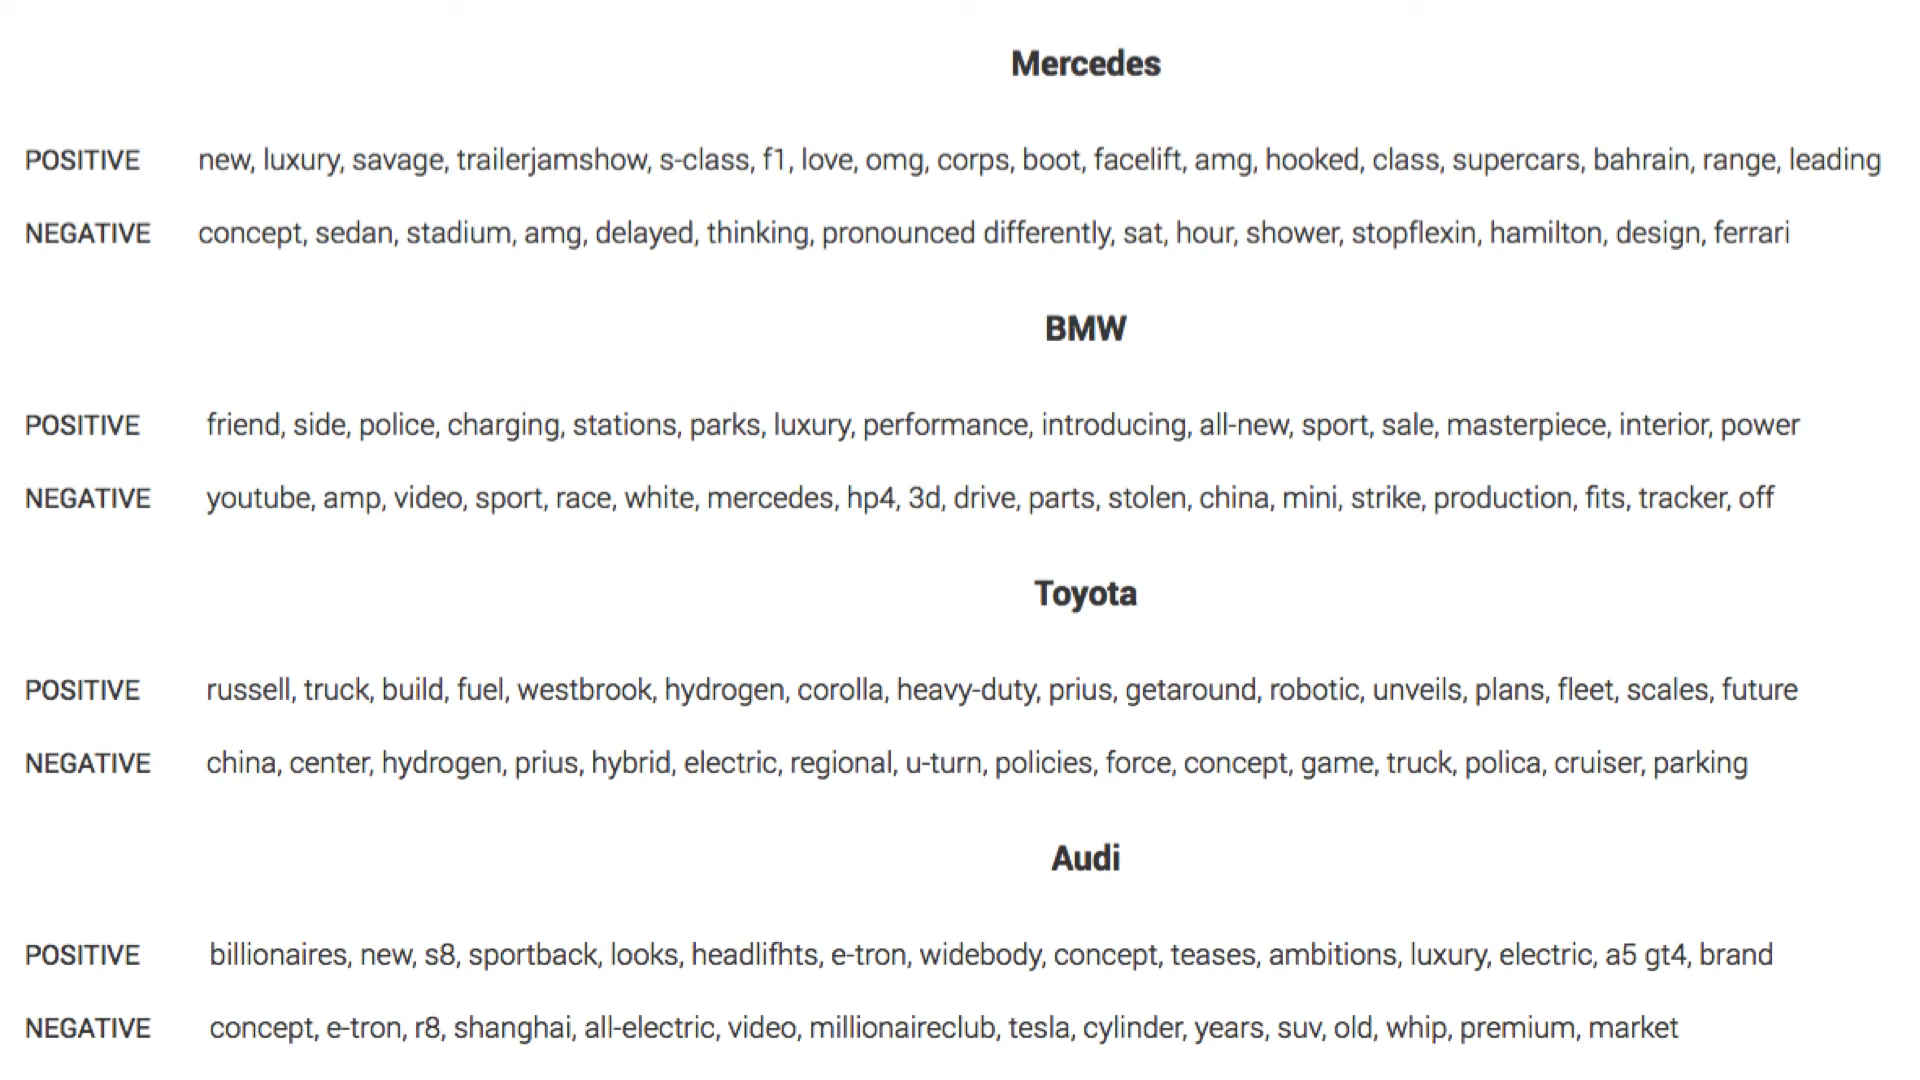 Mercedes
POSITIVE new, luxury, savage, trailerjamshow, s-class, f1, love, omg, corps, boot, facelift, amg, hooked, class, supercars, bahrain, range, leading
NEGATIVE concept, sedan, stadium, amg, delayed, thinking, pronounced differently, sat, hour, shower, stopflexin, hamilton, design, ferrari
BMW
POSITIVE friend, side, police, charging, stations, parks, luxury, performance, introducing, all-new, sport, sale, masterpiece, interior, power
NEGATIVE youtube, amp, video, sport, race, white, mercedes, hp4, 3d, drive, parts, stolen, china, mini, strike, production, fits, tracker, off
Toyota
POSITIVE russell, truck, build, fuel, westbrook, hydrogen, corolla, heavy-duty, prius, getaround, robotic, unveils, plans, fleet, scales, future
NEGATIVE china, center, hydrogen, prius, hybrid, electric, regional, u-turn, policies, force, concept, game, truck, polica, cruiser, parking
Audi
POSITIVE billionaires, new, s8, sportback, looks, headlifhts, e-tron, widebody, concept, teases, ambitions, luxury, electric, a5 gt4, brand
NEGATIVE concept, e-tron, r8, shanghai, all-electric, video, millionaireclub, tesla, cylinder, years, suv, old, whip, premium, market